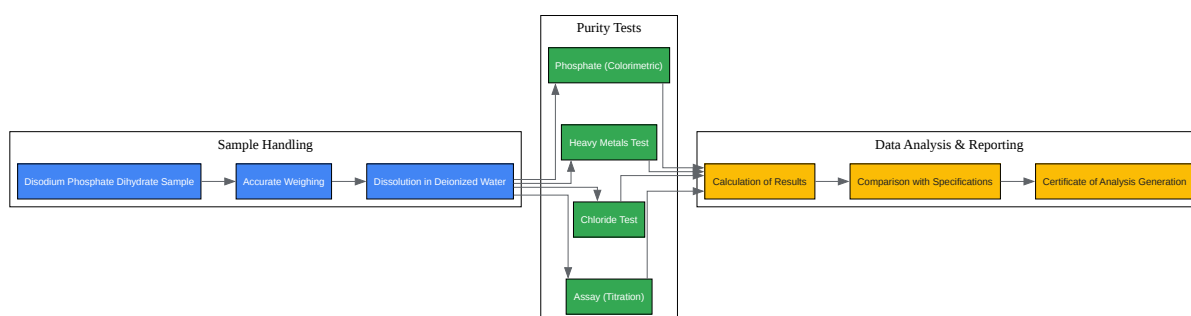 Sample Handling
Disodium Phosphate Dihydrate Sample
Accurate Weighing
Dissolution in Deionized Water
Purity Tests
Phosphate (Colorimetric)
Heavy Metals Test
Chloride Test
Assay (Titration)
Data Analysis & Reporting
Calculation of Results
Comparison with Specifications
Certificate of Analysis Generation